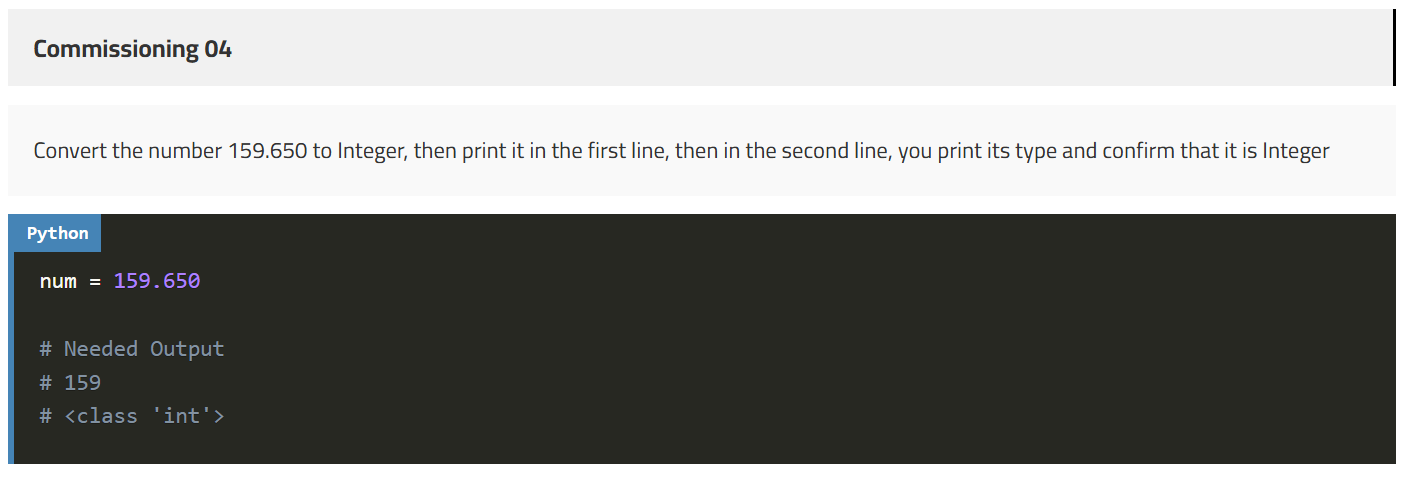 Commissioning 04
Convert the number 159.650 to Integer, then print it in the first line, then in the second line, you print its type and confirm that it is Integer
Python
num = 159.650
# Needed Output
# 159
# <class 'int'>